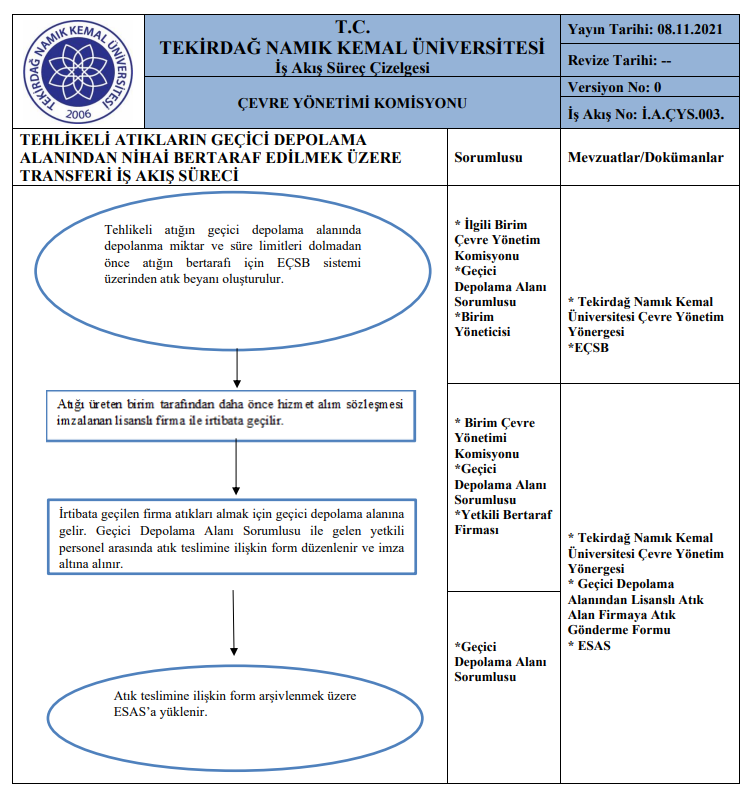 TEKİRDAĞ NAMIK KEMAL ÜNİVERSİTESİ
2006
T.C.
TEKİRDAĞ NAMIK KEMAL ÜNİVERSİTESİ
İş Akış Süreç Çizelgesi
ÇEVRE YÖNETİMİ KOMİSYONU
Yayın Tarihi: 08.11.2021
Revize Tarihi: --
Versiyon No: 0
İş Akış No: İ.A.ÇYS.003.
TEHLİKELİ ATIKLARIN GEÇİCİ DEPOLAMA
ALANINDAN NİHAİ BERTARAF EDİLMEK ÜZERE
TRANSFERİ İŞ AKIŞ SÜRECİ
Sorumlusu
Mevzuatlar/Dokümanlar
Tehlikeli atığın geçici depolama alanında
depolanma miktar ve süre limitleri dolmadan
önce atığın bertarafı için EÇSB sistemi
üzerinden atık beyanı oluşturulur.
* İlgili Birim
Çevre Yönetim
Komisyonu
*Geçici
Depolama Alanı
Sorumlusu
*Birim
Yöneticisi
* Tekirdağ Namık Kemal
Üniversitesi Çevre Yönetim
Yönergesi
*EÇSB
Atığı üreten birim tarafından daha önce hizmet alım sözleşmesi
imzalanan lisanslı firma ile irtibata geçilir.
İrtibata geçilen firma atıkları almak için geçici depolama alanına
gelir. Geçici Depolama Alanı Sorumlusu ile gelen yetkili
personel arasında atık teslimine ilişkin form düzenlenir ve imza
altına alınır.
* Birim Çevre
Yönetimi
Komisyonu
*Geçici
Depolama Alanı
Sorumlusu
*Yetkili Bertaraf
Firması
* Tekirdağ Namık Kemal
Üniversitesi Çevre Yönetim
Yönergesi
* Geçici Depolama
Alanından Lisanslı Atık
Alan Firmaya Atık
Gönderme Formu
* ESAS
Atık teslimine ilişkin form arşivlenmek üzere
ESAS’a yüklenir.
*Geçici
Depolama Alanı
Sorumlusu